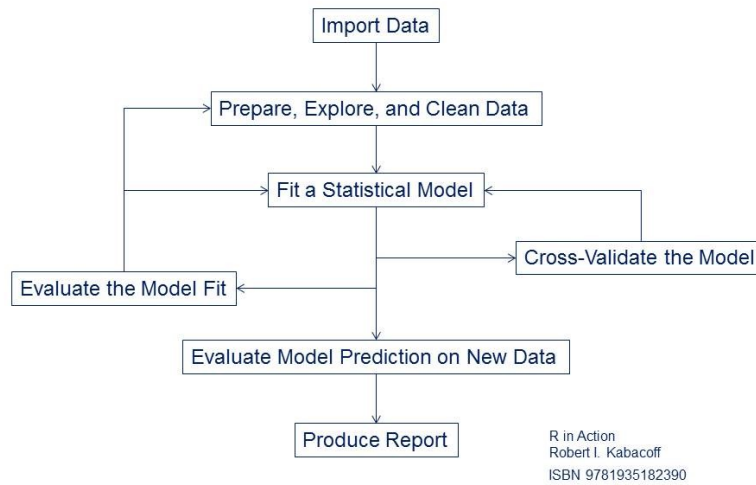 Import Data
Prepare, Explore, and Clean Data
Fit a Statistical Model
Cross-Validate the Model
Evaluate the Model Fit
Evaluate Model Prediction on New Data
Produce Report
R in Action
Robert I. Kabacoff
ISBN 9781935182390